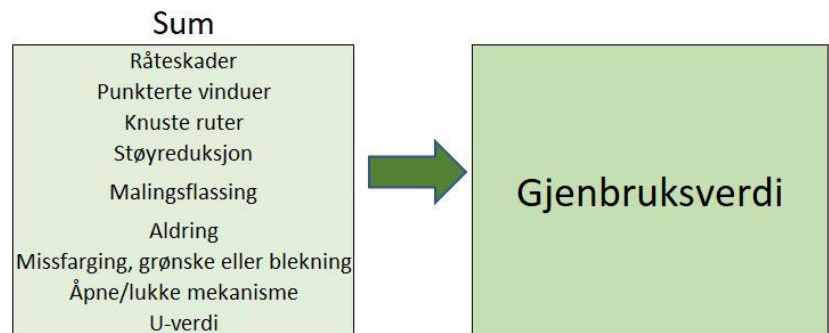 Sum
Råteskader
Punkterte vinduer
Knuste ruter
Støyreduksjon
Malingsflassing
Aldring
Missfarging, grønske eller blekning
Åpne/lukke mekanisme
U-verdi
Gjenbruksverdi